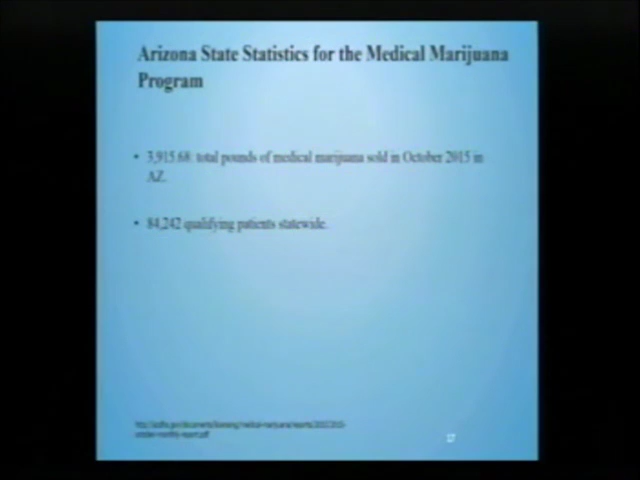 Arizona State Statistics for the Medical Marijuana
Program
• 3,915.68: total pounds of medical marijuana sold in October 2015 in
AZ.
• 84,242 qualifying patients statewide.
17